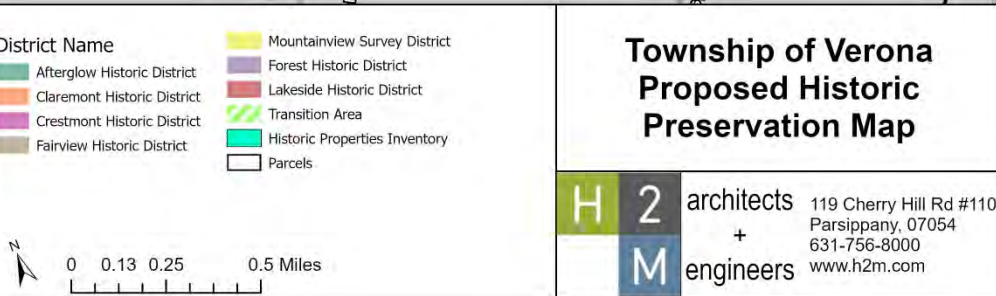 District Name
Afterglow Historic District
Claremont Historic District
Crestmont Historic District
Fairview Historic District
Mountainview Survey District
Forest Historic District
Lakeside Historic District
Transition Area
Historic Properties Inventory
Parcels
N
0 0.13 0.25 0.5 Miles
Township of Verona
Proposed Historic
Preservation Map
H2M
architects
+
engineers
119 Cherry Hill Rd #110
Parsippany, 07054
631-756-8000
www.h2m.com